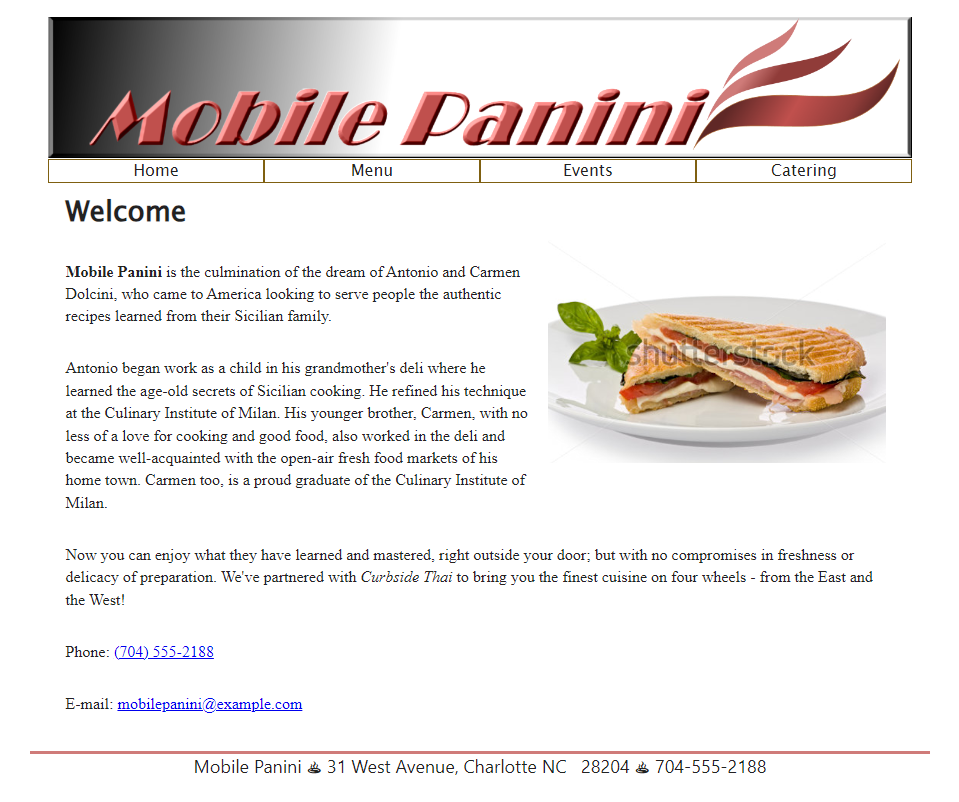 Mobile Panini
Home Menu Events Catering
Welcome
Mobile Panini is the culmination of the dream of Antonio and Carmen
Dolcini, who came to America looking to serve people the authentic
recipes learned from their Sicilian family.
shutterstock
Antonio began work as a child in his grandmother's deli where he
learned the age-old secrets of Sicilian cooking. He refined his technique
at the Culinary Institute of Milan. His younger brother, Carmen, with no
less of a love for cooking and good food, also worked in the deli and
became well-acquainted with the open-air fresh food markets of his
home town. Carmen too, is a proud graduate of the Culinary Institute of
Milan.
Now you can enjoy what they have learned and mastered, right outside your door; but with no compromises in freshness or
delicacy of preparation. We've partnered with Curbside Thai to bring you the finest cuisine on four wheels - from the East and
the West!
Phone: (704) 555-2188
E-mail: mobilepanini@example.com
Mobile Panini ♨ 31 West Avenue, Charlotte NC 28204 ♨ 704-555-2188